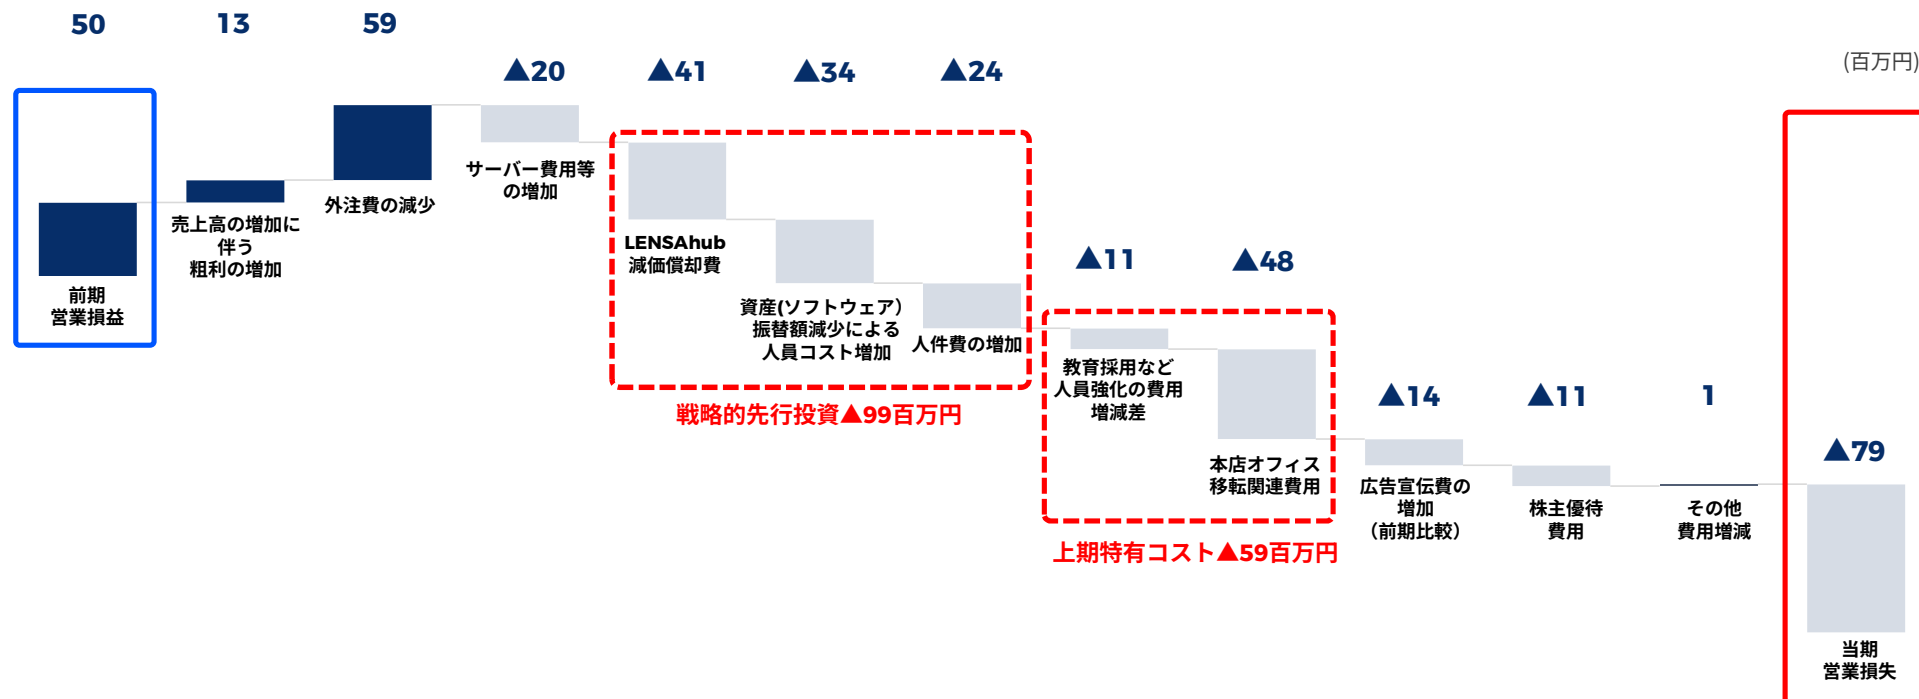 50
13
59
▲20
▲41
▲34
▲24
(百万円)
前期
営業損益
売上高の増加に
伴う
粗利の増加
外注費の減少
サーバー費用等
の増加
LENSAhub
減価償却費
資産(ソフトウェア）
振替額減少による
人員コスト増加
人件費の増加
戦略的先行投資▲99百万円
▲11
▲48
教育採用など
人員強化の費用
増減差
本店オフィス
移転関連費用
上期特有コスト▲59百万円
▲14
▲11
1
▲79
広告宣伝費の
増加
（前期比較）
株主優待
費用
その他
費用増減
当期
営業損失